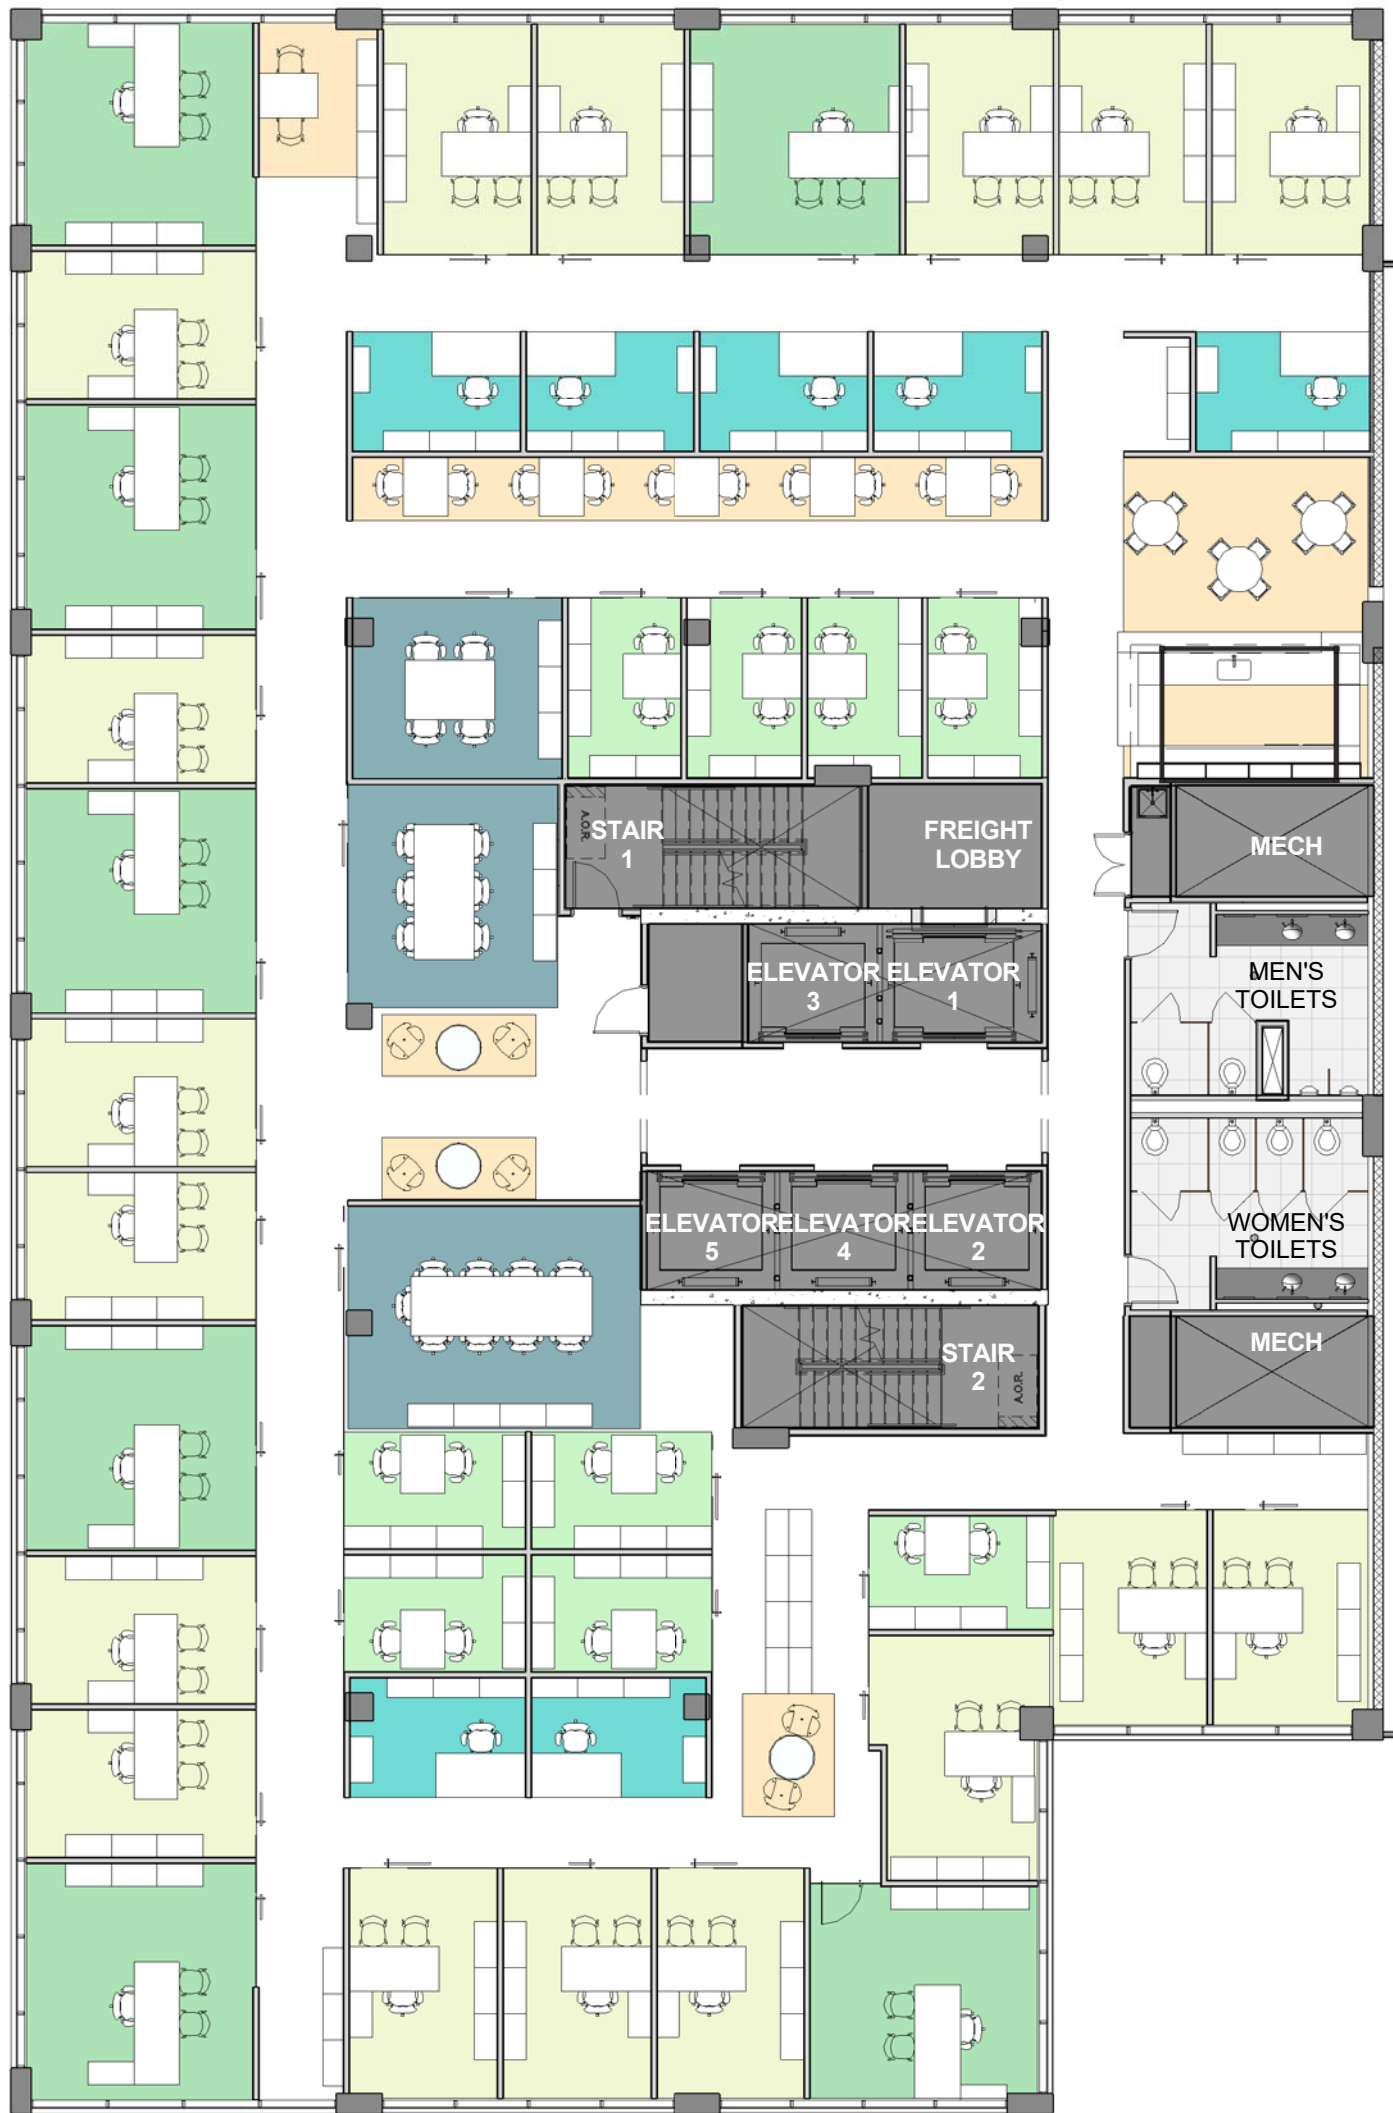 A.O.R.
STAIR
1
FREIGHT
LOBBY
MECH
ELEVATOR
3
ELEVATOR
1
MEN'S
TOILETS
ELEVATOR
5
ELEVATOR
4
ELEVATOR
2
WOMEN'S
TOILETS
STAIR
2
A.O.R.
MECH